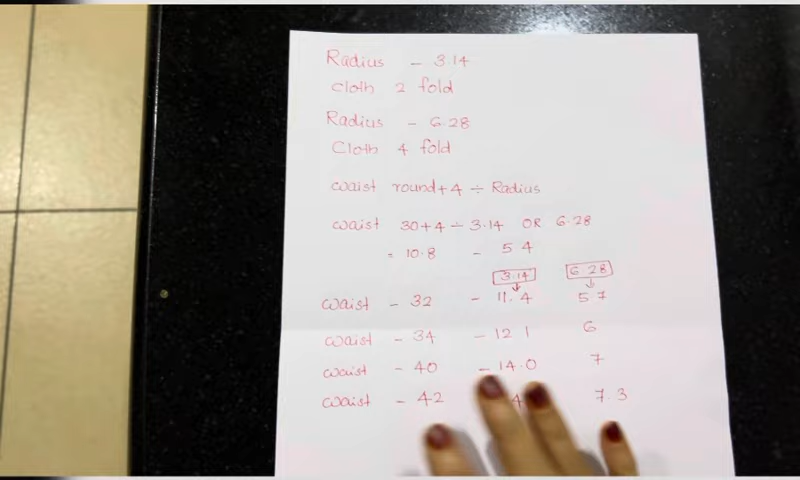 Radius - 3.14
Cloth 2 fold
Radius - 6.28
Cloth 4 fold
waist round + 4 ÷ Radius
waist 30+4 ÷ 3.14 OR 6.28
= 10.8 - 5.4
3.14 6.28
waist - 32 - 11.4 5.7
waist - 34 - 12.1 6
waist - 40 - 14.0 7
waist - 42 7.3